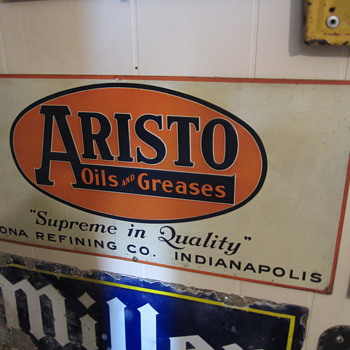 ARISTO
Oils AND Greases
"Supreme in Quality"
ONA REFINING CO. INDIANAPOLIS